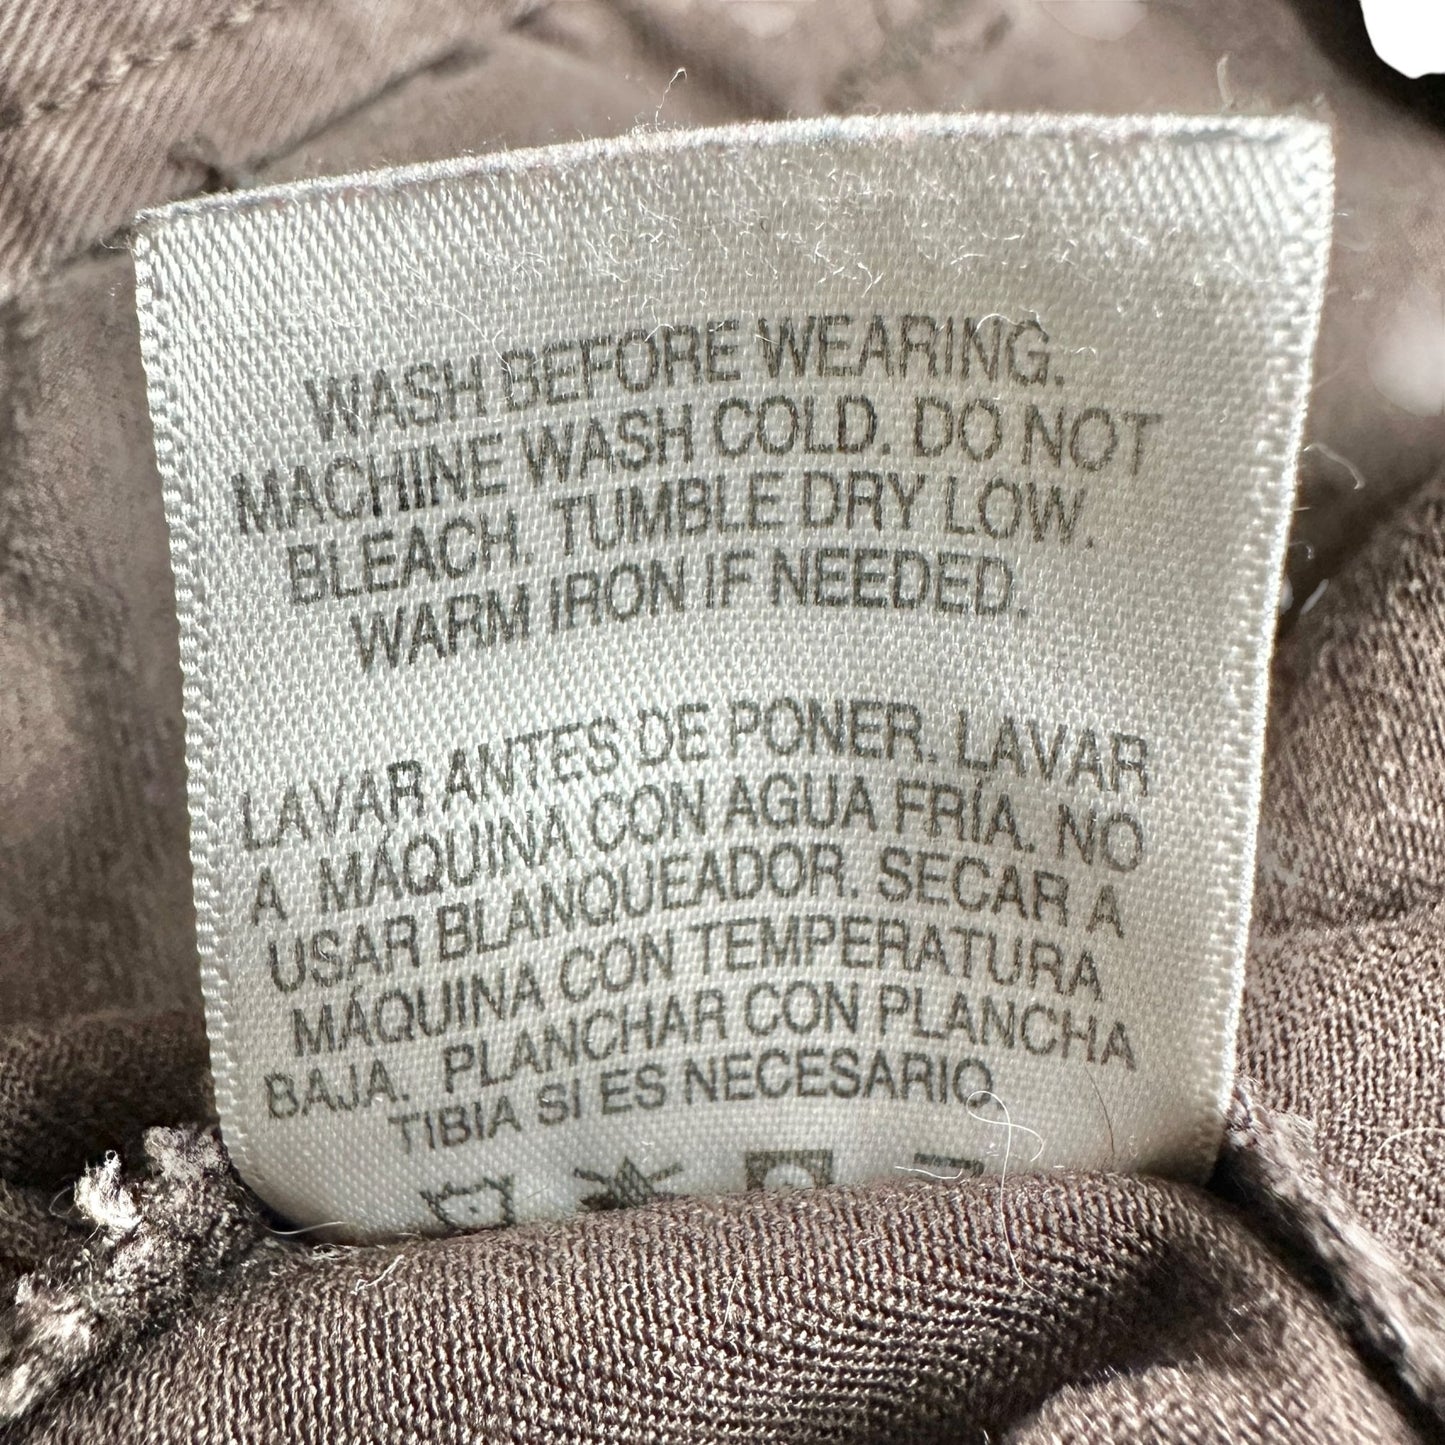 WASH BEFORE WEARING.
MACHINE WASH COLD. DO NOT
BLEACH. TUMBLE DRY LOW.
WARM IRON IF NEEDED.
LAVAR ANTES DE PONER. LAVAR
A MÁQUINA CON AGUA FRÍA. NO
USAR BLANQUEADOR. SECAR A
MÁQUINA CON TEMPERATURA
BAJA. PLANCHAR CON PLANCHA
TIBIA SI ES NECESARIO.